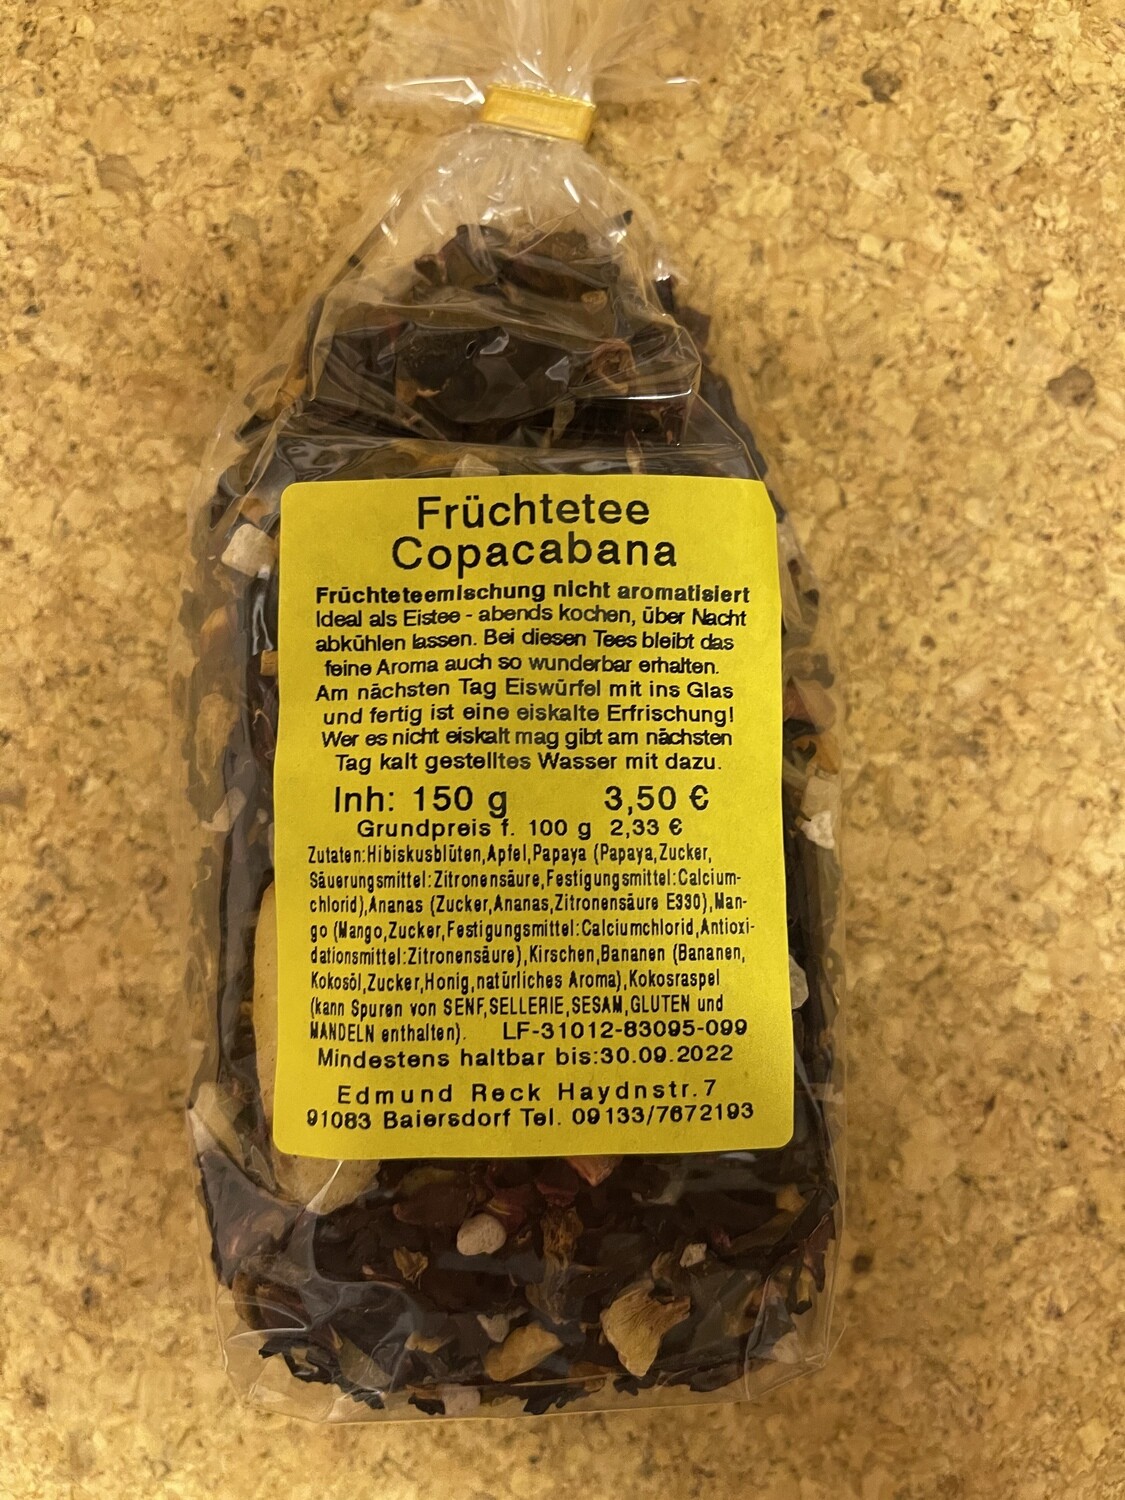 Früchtetee
Copacabana
Früchteteemischung nicht aromatisiert
Ideal als Eistee - abends kochen, über Nacht
abkühlen lassen. Bei diesen Tees bleibt das
feine Aroma auch so wunderbar erhalten.
Am nächsten Tag Eiswürfel mit ins Glas
und fertig ist eine eiskalte Erfrischung!
Wer es nicht eiskalt mag gibt am nächsten
Tag kalt gestelltes Wasser mit dazu.
Inh: 150 g 3,50 €
Grundpreis f. 100 g 2,33 €
Zutaten:Hibiskusblüten,Apfel,Papaya (Papaya,Zucker,
Säuerungsmittel:Zitronensäure,Festigungsmittel:Calcium-
chlorid),Ananas (Zucker,Ananas,Zitronensäure E330),Man-
go (Mango,Zucker,Festigungsmittel:Calciumchlorid,Antioxi-
dationsmittel:Zitronensäure),Kirschen,Bananen (Bananen,
Kokosöl,Zucker,Honig,natürliches Aroma),Kokosraspel
(kann Spuren von SENF,SELLERIE,SESAM,GLUTEN und
MANDELN enthalten). LF-31012-83095-099
Mindestens haltbar bis:30.09.2022
Edmund Reck Haydnstr.7
91083 Baiersdorf Tel. 09133/7672193